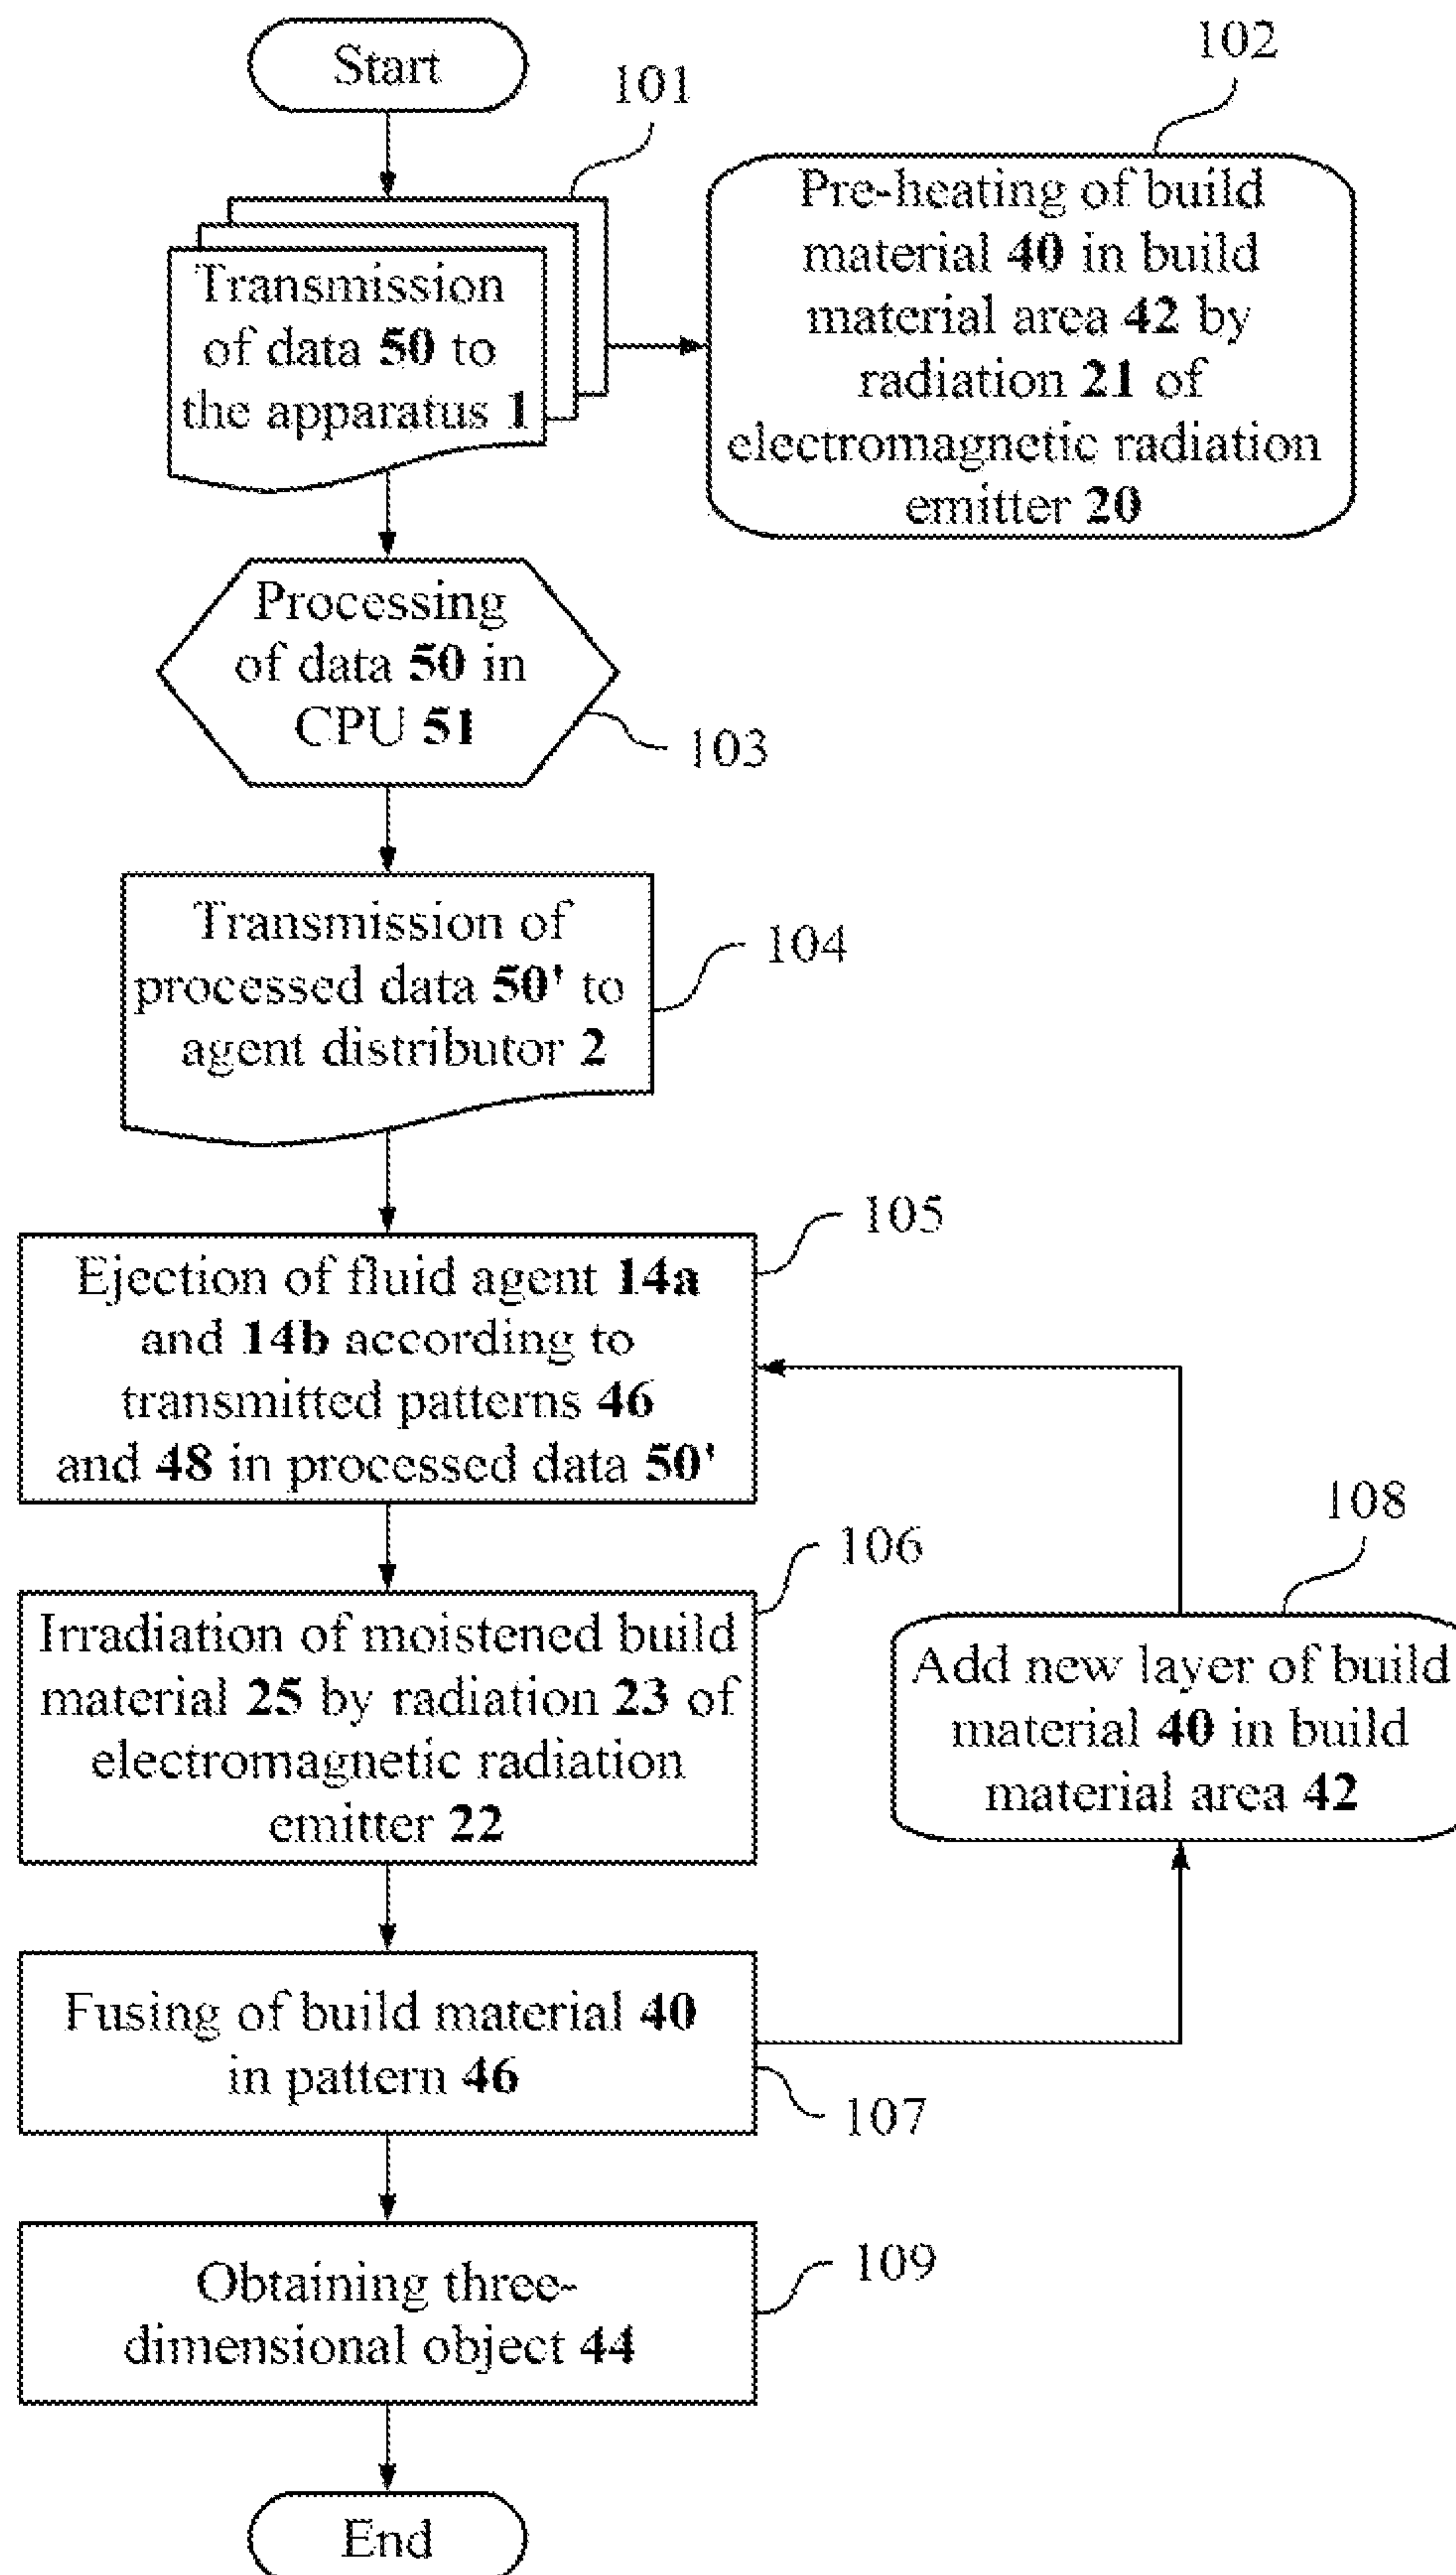 Start
101
102
Transmission
of data 50 to
the apparatus 1
Pre-heating of build
material 40 in build
material area 42 by
radiation 21 of
electromagnetic radiation
emitter 20
Processing
of data 50 in
CPU 51
103
Transmission of
processed data 50' to
agent distributor 2
104
Ejection of fluid agent 14a
and 14b according to
transmitted patterns 46
and 48 in processed data 50'
105
Irradiation of moistened build
material 25 by radiation 23 of
electromagnetic radiation
emitter 22
106
108
Add new layer of build
material 40 in build
material area 42
Fusing of build material 40
in pattern 46
107
Obtaining three-
dimensional object 44
109
End